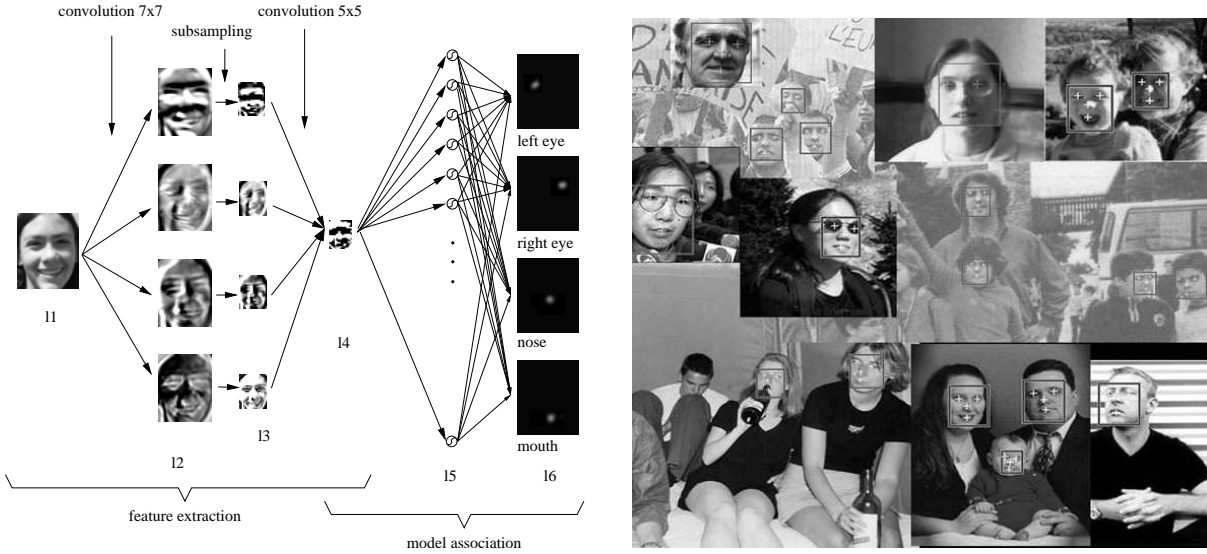 convolution 7x7
convolution 5x5
subsampling
left eye
right eye
nose
mouth
l1
l2
l3
l4
l5
l6
feature extraction
model association
L'EUR